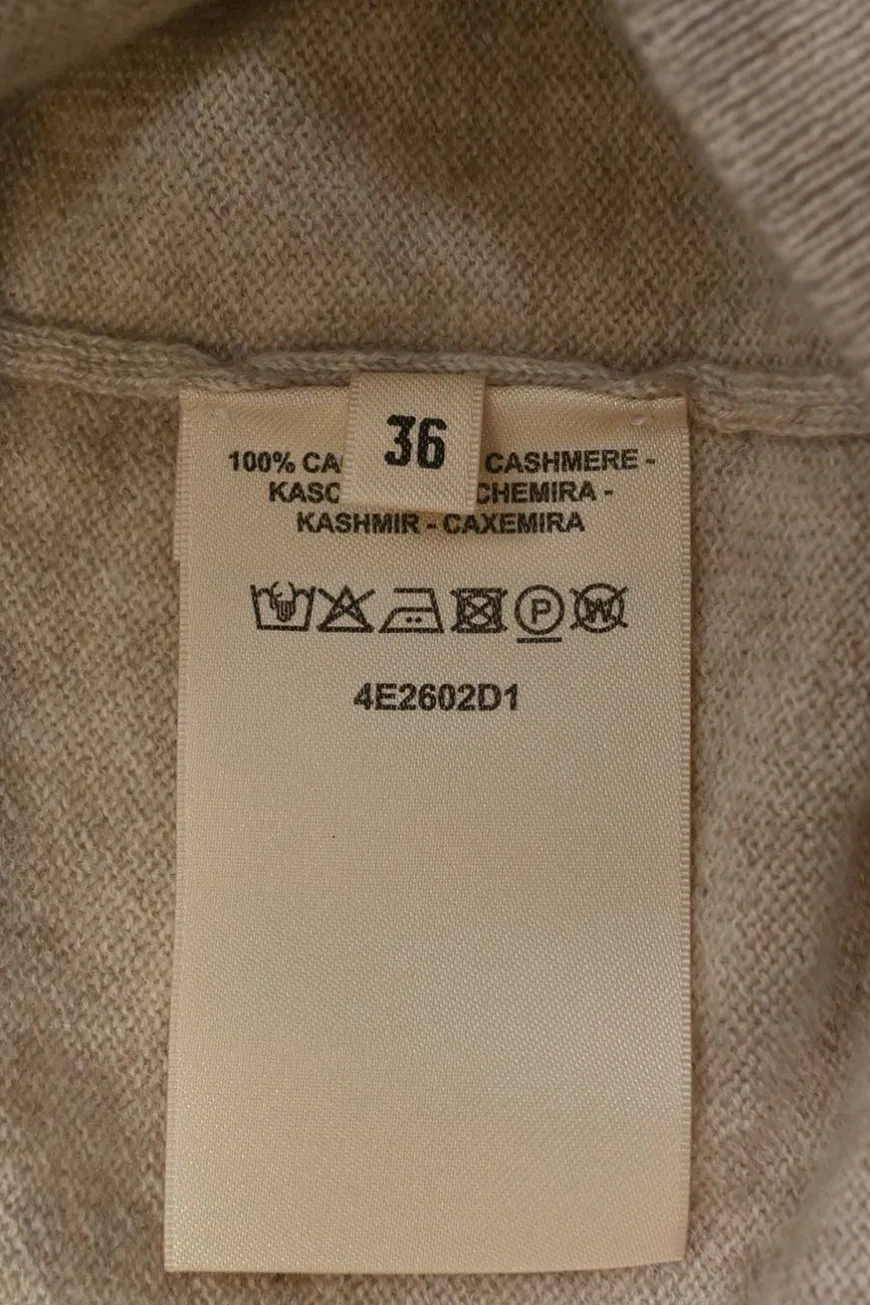 36
100% CA CASHMERE -
KASC CHEMIRA -
KASHMIR - CAXEMIRA
P W
4E2602D1